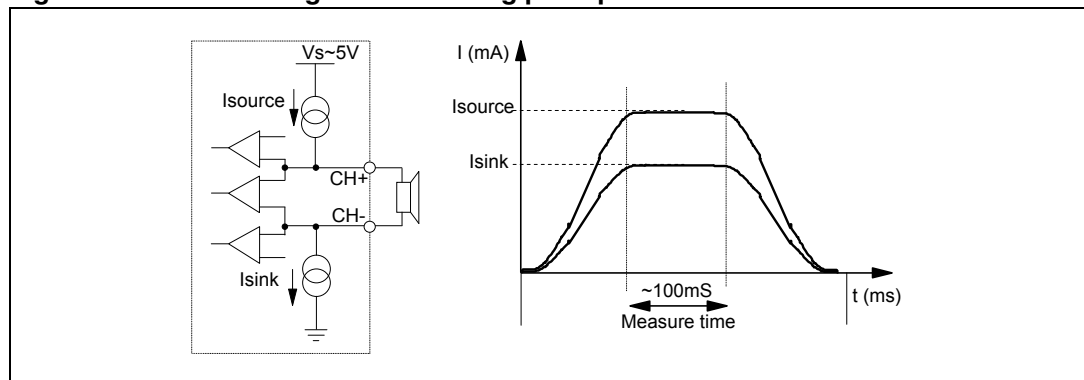 Vs~5V
Isource
CH+
CH-
Isink
I (mA)
Isource
Isink
~100mS
Measure time
t (ms)